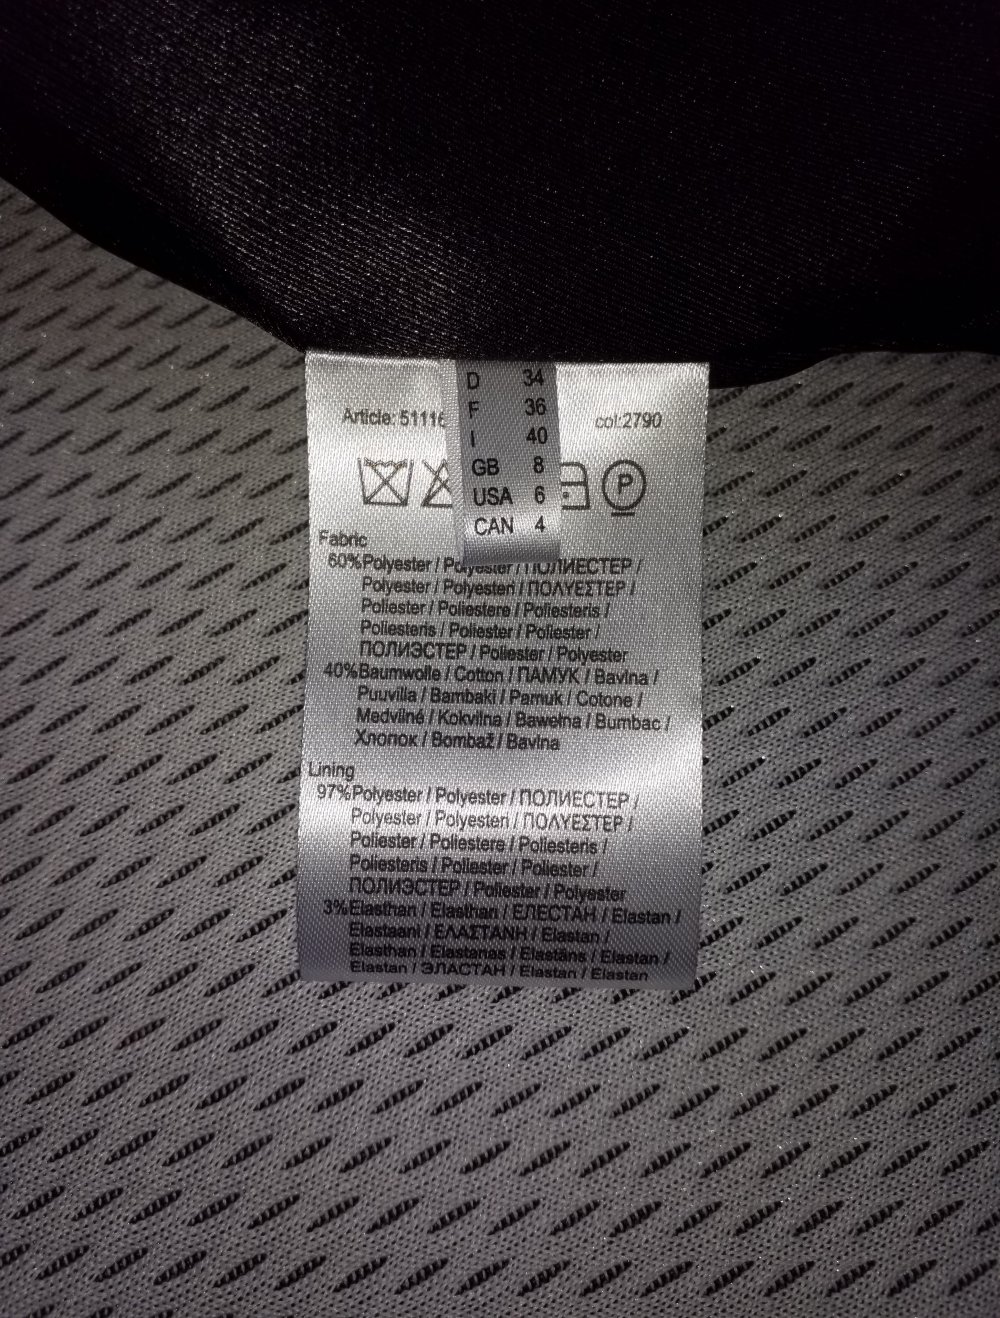 D 34
F 36
I 40
GB 8
USA 6
CAN 4
Article: 51116
col:2790
P
Fabric
60%Polyester / Polyester / ПОЛИЕСТЕР /
Polyester / Polyesteri / ΠΟΛΥΕΣΤΕΡ /
Poliester / Poliestere / Poliesteris /
Poliesteris / Poliester / Poliester /
ПОЛИЭСТЕР / Poliester / Polyester
40%Baumwolle / Cotton / ПАМУК / Bavlna /
Puuvilla / Bambaki / Pamuk / Cotone /
Medvilnė / Kokvilna / Bawełna / Bumbac /
Хлопок / Bombaž / Bavlna
Lining
97%Polyester / Polyester / ПОЛИЕСТЕР /
Polyester / Polyesteri / ΠΟΛΥΕΣΤΕΡ /
Poliester / Poliestere / Poliesteris /
Poliesteris / Poliester / Poliester /
ПОЛИЭСТЕР / Poliester / Polyester
3%Elasthan / Elasthan / ЕЛЕСТАН / Elastan /
Elastaani / ΕΛΑΣΤΑΝΗ / Elastan /
Elasthan / Elastanas / Elastāns / Elastan /
Elastan / ЭЛАСТАН / Elastan / Elastan